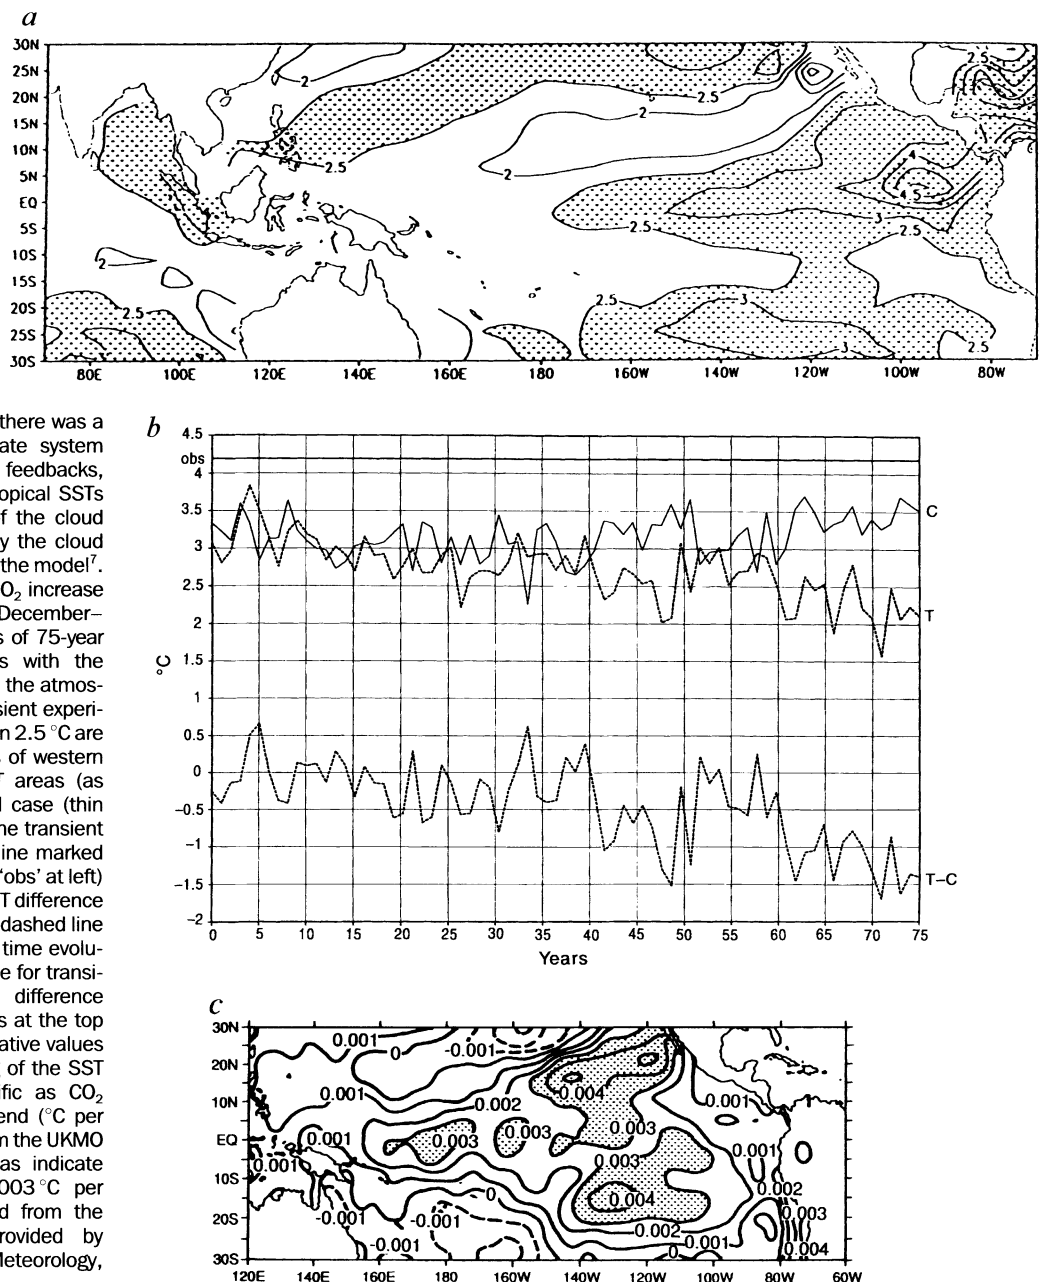 a
30N
25N
20N
15N
10N
5N
EQ
5S
10S
15S
20S
25S
30S
2
2.5
2.5
2
2.5
2
4
4.5
2.5
3
2.5
2
2.5
2.5
3
3
2.5
80E 100E 120E 140E 160E 180 160W 140W 120W 100W 80W
there was a
ate system
feedbacks,
opical SSTs
f the cloud
y the cloud
the model7.
O2 increase
December–
s of 75-year
s with the
the atmos-
sient experi-
n 2.5 °C are
s of western
T areas (as
l case (thin
ne transient
ine marked
'obs' at left)
T difference
dashed line
time evolu-
e for transi-
difference
s at the top
ative values
g of the SST
ific as CO2
end (°C per
m the UKMO
as indicate
003 °C per
d from the
rovided by
Meteorology,
b
4.5
obs
4
3.5
3
2.5
2
1.5
1
0.5
0
−0.5
−1
−1.5
−2
°C
C
T
T−C
0 5 10 15 20 25 30 35 40 45 50 55 60 65 70 75
Years
c
30N
20N
10N
EQ
10S
20S
30S
0.001
0
-0.001
0.001
0.002
0.004
0.001
0.003
0.001
0.003
0.003
0.003
0.001
0.004
0
0.002
0.003
-0.001
-0.001
0.002
-0.001
0.001
0
0.004
120E 140E 160E 180 160W 140W 120W 100W 80W 60W